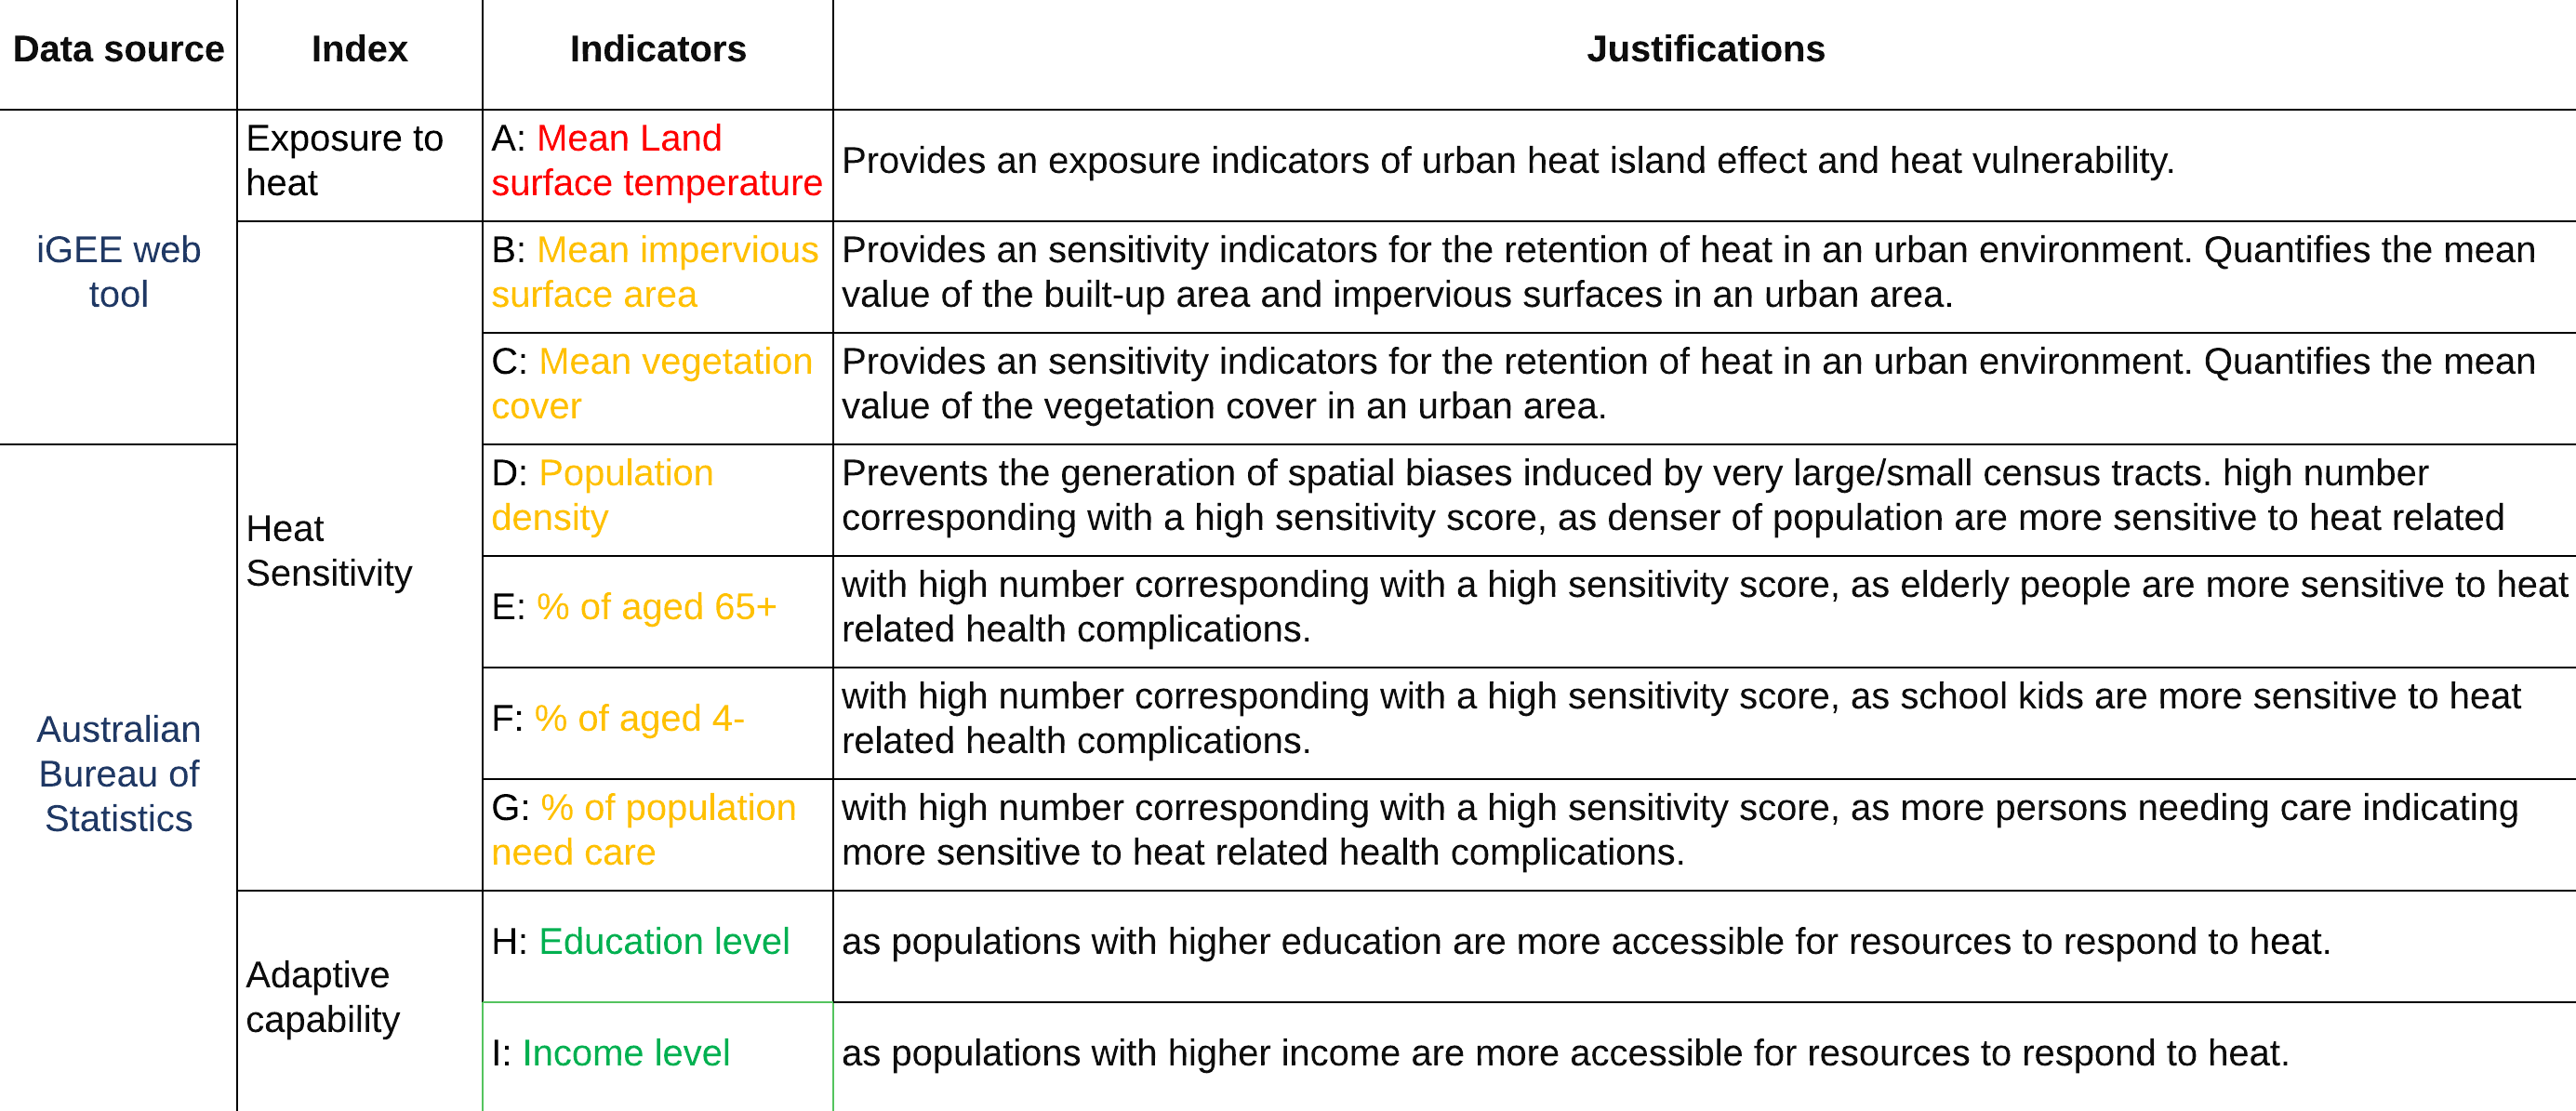 Data source
Index
Indicators
Justifications
iGEE web
tool
Exposure to
heat
A: Mean Land
surface temperature
Provides an exposure indicators of urban heat island effect and heat vulnerability.
Heat
Sensitivity
B: Mean impervious
surface area
Provides an sensitivity indicators for the retention of heat in an urban environment. Quantifies the mean
value of the built-up area and impervious surfaces in an urban area.
C: Mean vegetation
cover
Provides an sensitivity indicators for the retention of heat in an urban environment. Quantifies the mean
value of the vegetation cover in an urban area.
Australian
Bureau of
Statistics
D: Population
density
Prevents the generation of spatial biases induced by very large/small census tracts. high number
corresponding with a high sensitivity score, as denser of population are more sensitive to heat related
E: % of aged 65+
with high number corresponding with a high sensitivity score, as elderly people are more sensitive to heat
related health complications.
F: % of aged 4-
with high number corresponding with a high sensitivity score, as school kids are more sensitive to heat
related health complications.
G: % of population
need care
with high number corresponding with a high sensitivity score, as more persons needing care indicating
more sensitive to heat related health complications.
Adaptive
capability
H: Education level
as populations with higher education are more accessible for resources to respond to heat.
I: Income level
as populations with higher income are more accessible for resources to respond to heat.